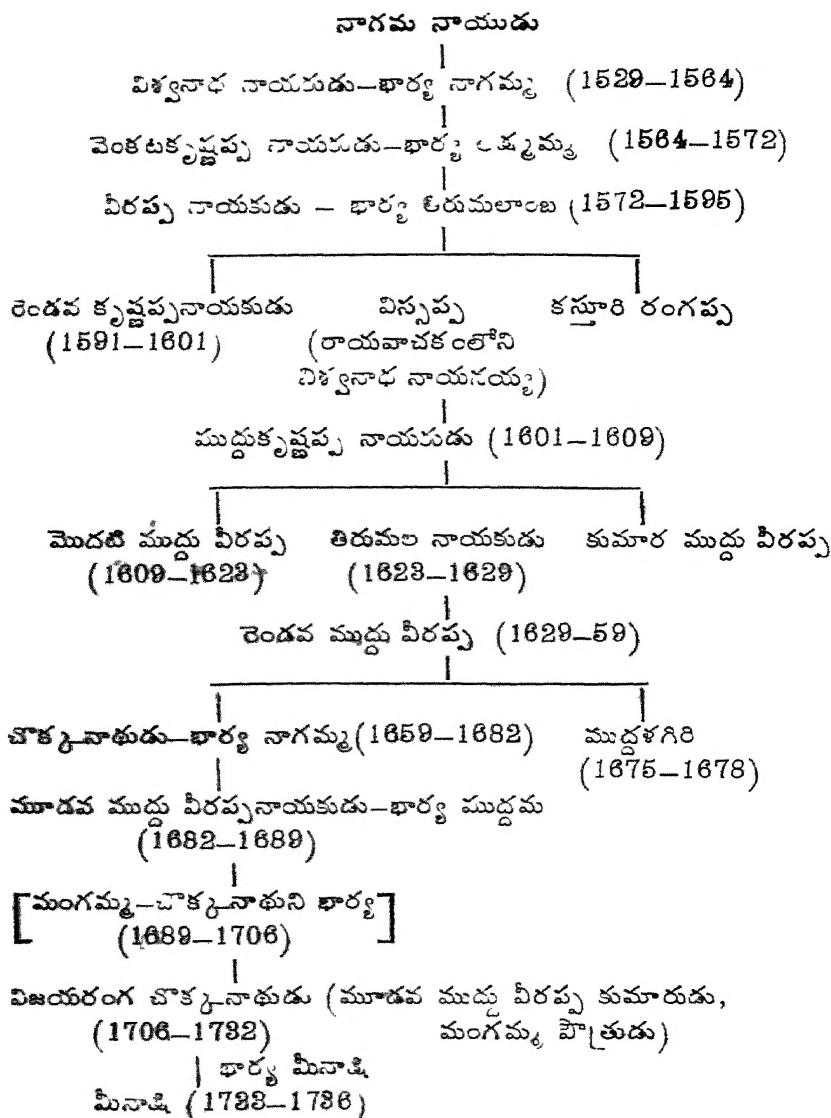 నాగమ నాయుడు
విశ్వనాధ నాయకుడు—భార్య నాగమ్మ (1529—1564)
వెంకటకృష్ణప్ప నాయకుడు—భార్య లక్ష్మమ్మ (1564—1572)
వీరప్ప నాయకుడు — భార్య తిరుమలాంబ (1572—1595)
రెండవ కృష్ణప్పనాయకుడు విస్సప్ప కస్తూరి రంగప్ప
(1591—1601) (రాయవాచకంలోని
విశ్వనాధ నాయనయ్య)
ముద్దుకృష్ణప్ప నాయకుడు (1601—1609)
మొదటి ముద్దు వీరప్ప తిరుమల నాయకుడు కుమార ముద్దు వీరప్ప
(1609—1623) (1623—1629)
రెండవ ముద్దు వీరప్ప (1629—59)
చొక్కనాథుడు—భార్య నాగమ్మ(1659—1682) ముద్దళగిరి
(1675—1678)
మూడవ ముద్దు వీరప్పనాయకుడు—భార్య ముద్దమ
(1682—1689)
[మంగమ్మ—చొక్కనాథుని భార్య]
(1689—1706)
విజయరంగ చొక్కనాథుడు (మూడవ ముద్దు వీరప్ప కుమారుడు,
(1706—1732) మంగమ్మ పౌత్రుడు)
భార్య మీనాక్షి
మీనాక్షి (1733—1736)